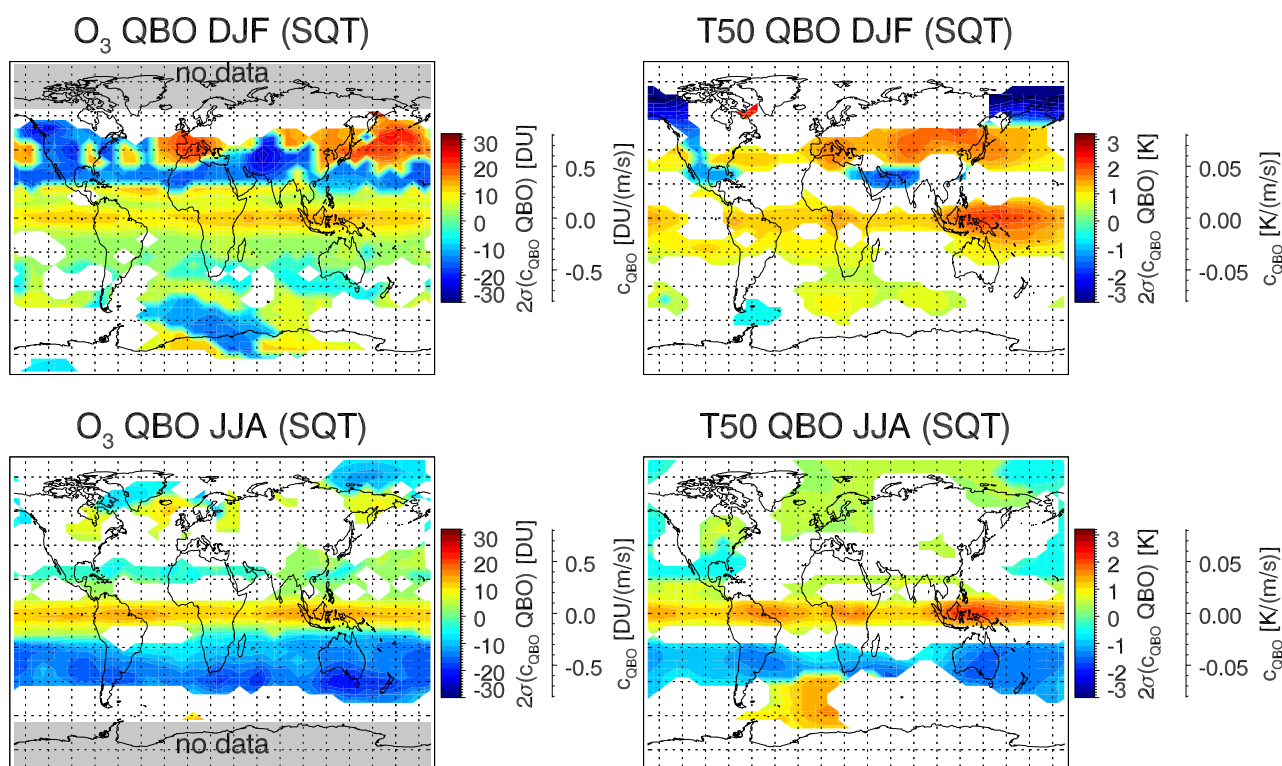 O3 QBO DJF (SQT)
T50 QBO DJF (SQT)
no data
30
20
10
0
-10
-20
-30
2σ(cQBO QBO) [DU]
0.5
0.0
-0.5
cQBO [DU/(m/s)]
3
2
1
0
-1
-2
-3
2σ(cQBO QBO) [K]
0.05
0.00
-0.05
cQBO [K/(m/s)]
O3 QBO JJA (SQT)
T50 QBO JJA (SQT)
30
20
10
0
-10
-20
-30
2σ(cQBO QBO) [DU]
0.5
0.0
-0.5
cQBO [DU/(m/s)]
3
2
1
0
-1
-2
-3
2σ(cQBO QBO) [K]
0.05
0.00
-0.05
cQBO [K/(m/s)]
no data